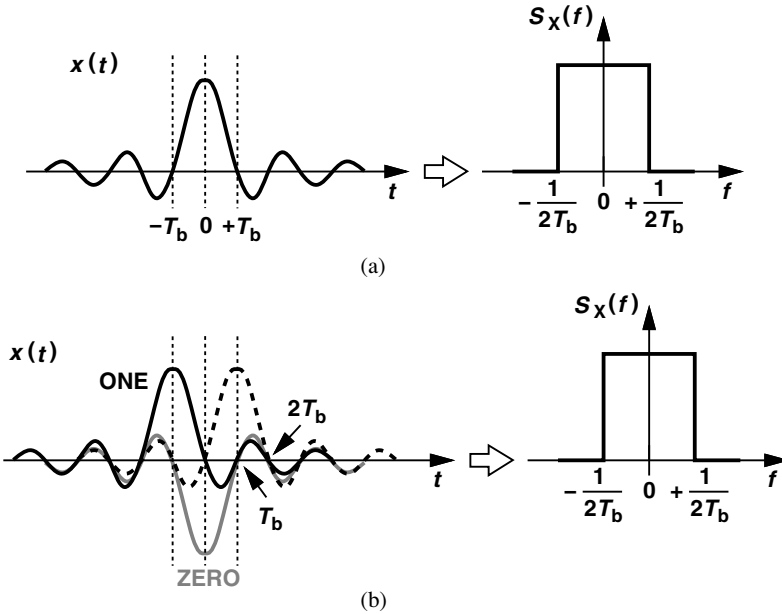 x(t)
S_X(f)
t
f
−T_b 0 +T_b
−1/2T_b 0 +1/2T_b
(a)
x(t)
S_X(f)
ONE
2T_b
t
f
T_b
−1/2T_b 0 +1/2T_b
ZERO
(b)